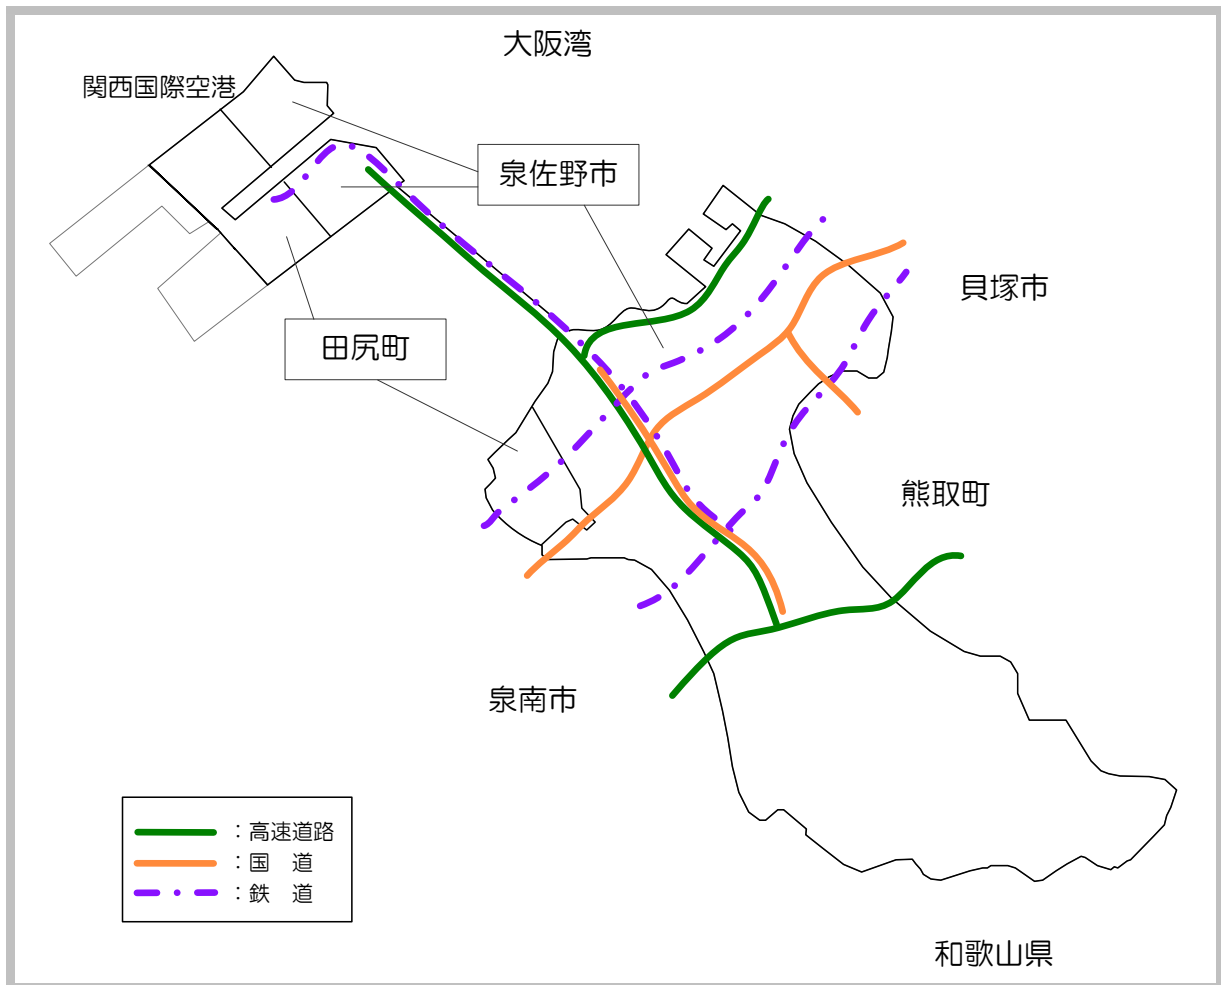 大阪湾
関西国際空港
泉佐野市
貝塚市
田尻町
熊取町
泉南市
：高速道路
：国　道
：鉄　道
和歌山県